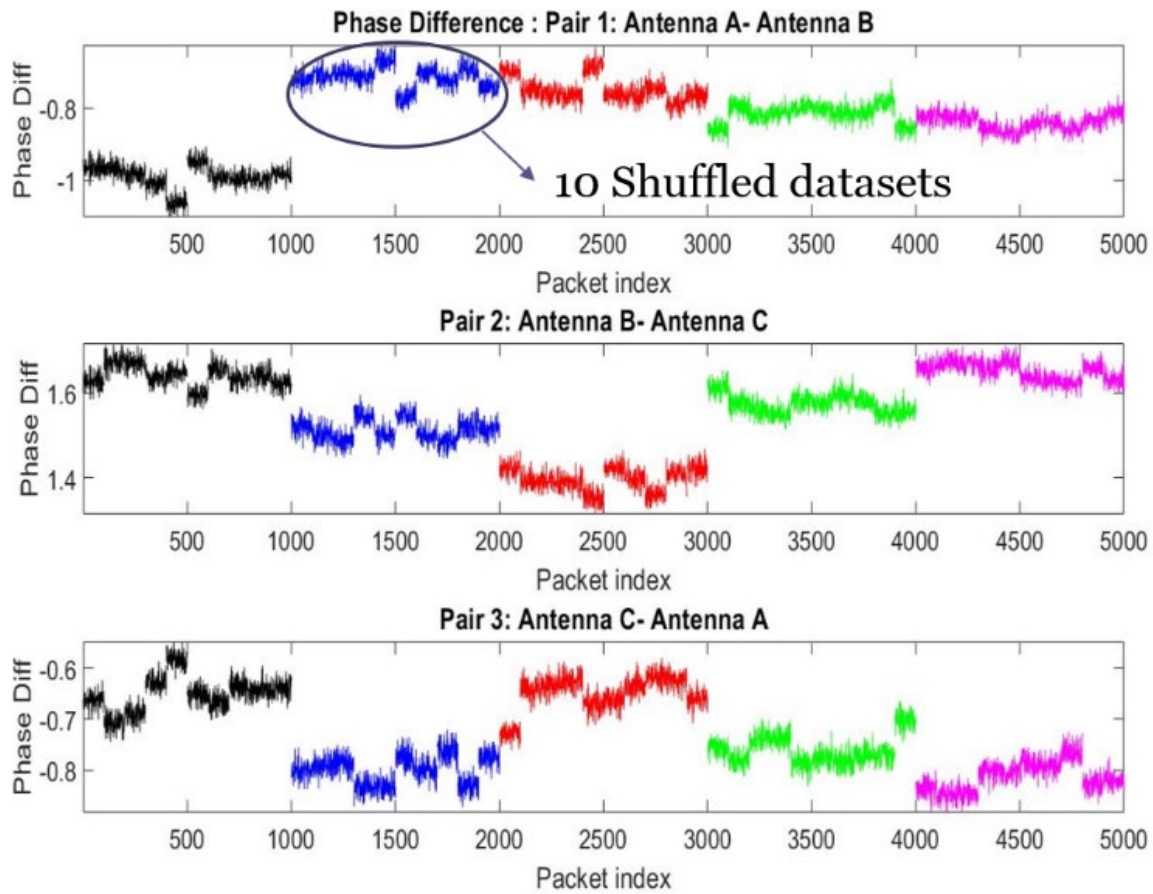 Phase Difference : Pair 1: Antenna A- Antenna B
Phase Diff
-0.8
-1
10 Shuffled datasets
500 1000 1500 2000 2500 3000 3500 4000 4500 5000
Packet index
Pair 2: Antenna B- Antenna C
Phase Diff
1.6
1.4
500 1000 1500 2000 2500 3000 3500 4000 4500 5000
Packet index
Pair 3: Antenna C- Antenna A
Phase Diff
-0.6
-0.7
-0.8
500 1000 1500 2000 2500 3000 3500 4000 4500 5000
Packet index